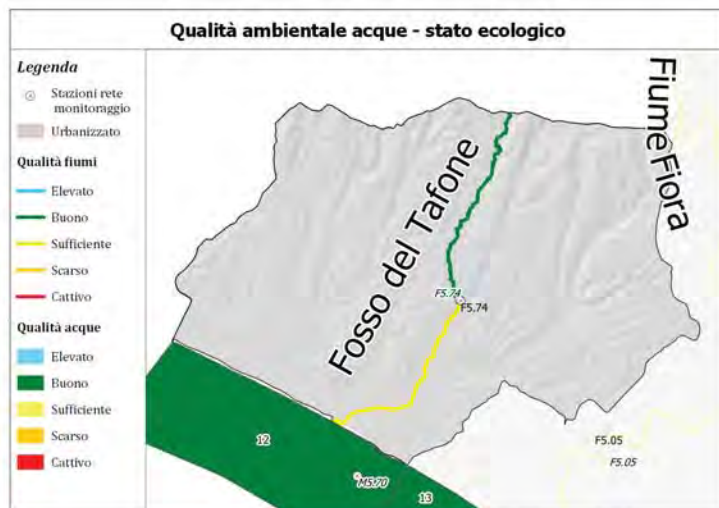 Qualità ambientale acque - stato ecologico
Legenda
Stazioni rete
monitoraggio
Urbanizzato
Qualità fiumi
Elevato
Buono
Sufficiente
Scarso
Cattivo
Qualità acque
Elevato
Buono
Sufficiente
Scarso
Cattivo
Fosso del Tafone
Fiume Fiora
F5.74
F5.74
F5.05
F5.05
12
M5.70
13